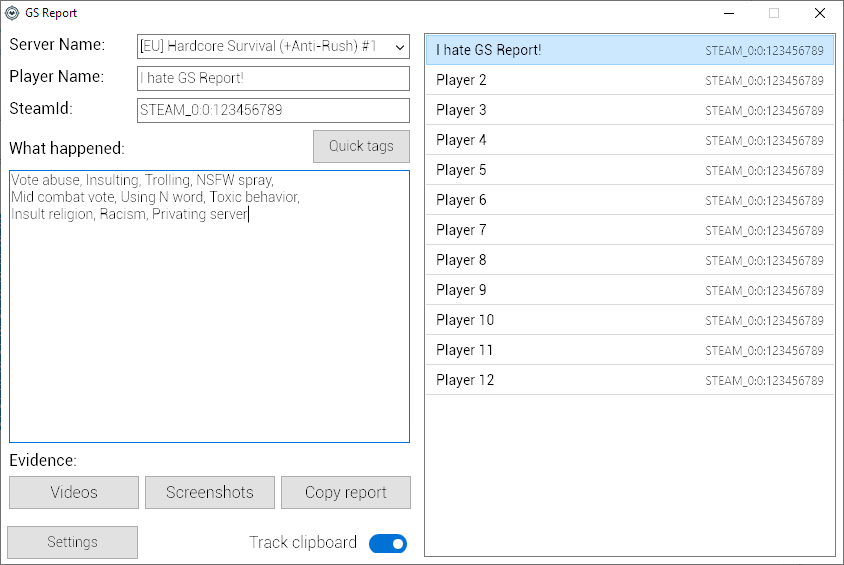 GS Report
Server Name:
[EU] Hardcore Survival (+Anti-Rush) #1
Player Name:
I hate GS Report!
SteamId:
STEAM_0:0:123456789
What happened:
Quick tags
Vote abuse, Insulting, Trolling, NSFW spray,
Mid combat vote, Using N word, Toxic behavior,
Insult religion, Racism, Privating server
Evidence:
Videos
Screenshots
Copy report
Settings
Track clipboard
I hate GS Report! STEAM_0:0:123456789
Player 2 STEAM_0:0:123456789
Player 3 STEAM_0:0:123456789
Player 4 STEAM_0:0:123456789
Player 5 STEAM_0:0:123456789
Player 6 STEAM_0:0:123456789
Player 7 STEAM_0:0:123456789
Player 8 STEAM_0:0:123456789
Player 9 STEAM_0:0:123456789
Player 10 STEAM_0:0:123456789
Player 11 STEAM_0:0:123456789
Player 12 STEAM_0:0:123456789